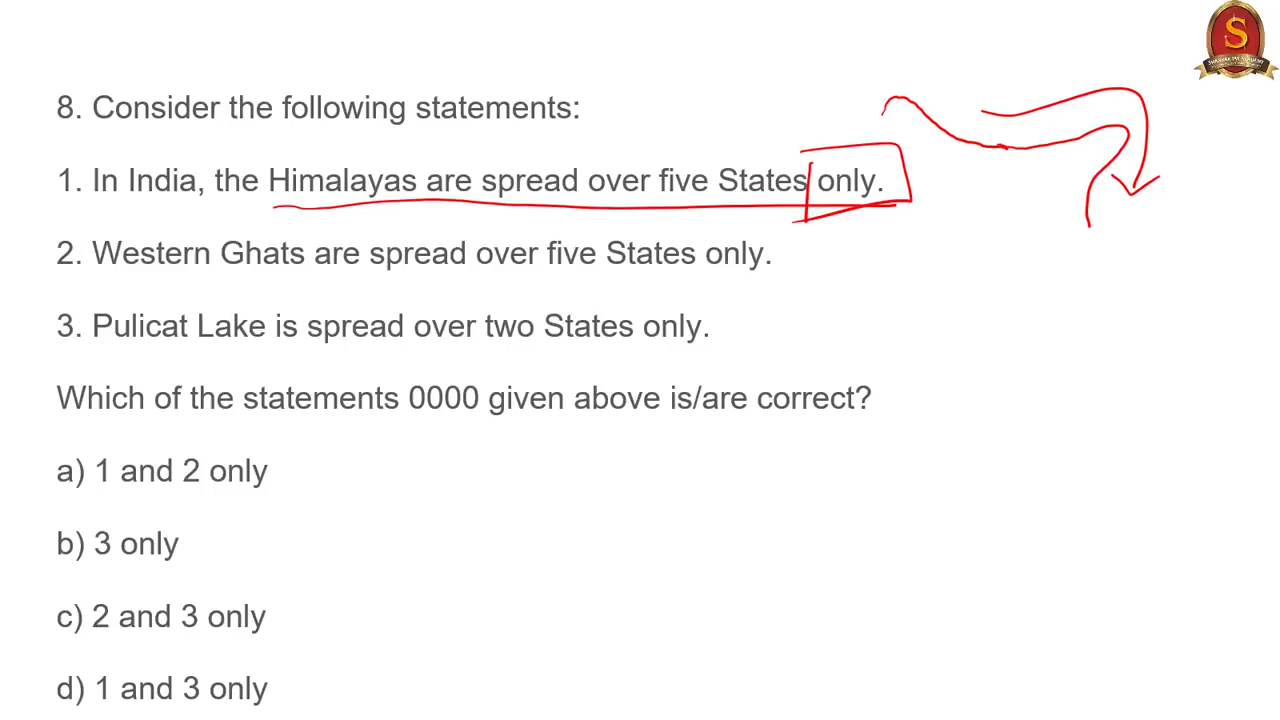 S
8. Consider the following statements:
1. In India, the Himalayas are spread over five States only.
2. Western Ghats are spread over five States only.
3. Pulicat Lake is spread over two States only.
Which of the statements 0000 given above is/are correct?
a) 1 and 2 only
b) 3 only
c) 2 and 3 only
d) 1 and 3 only